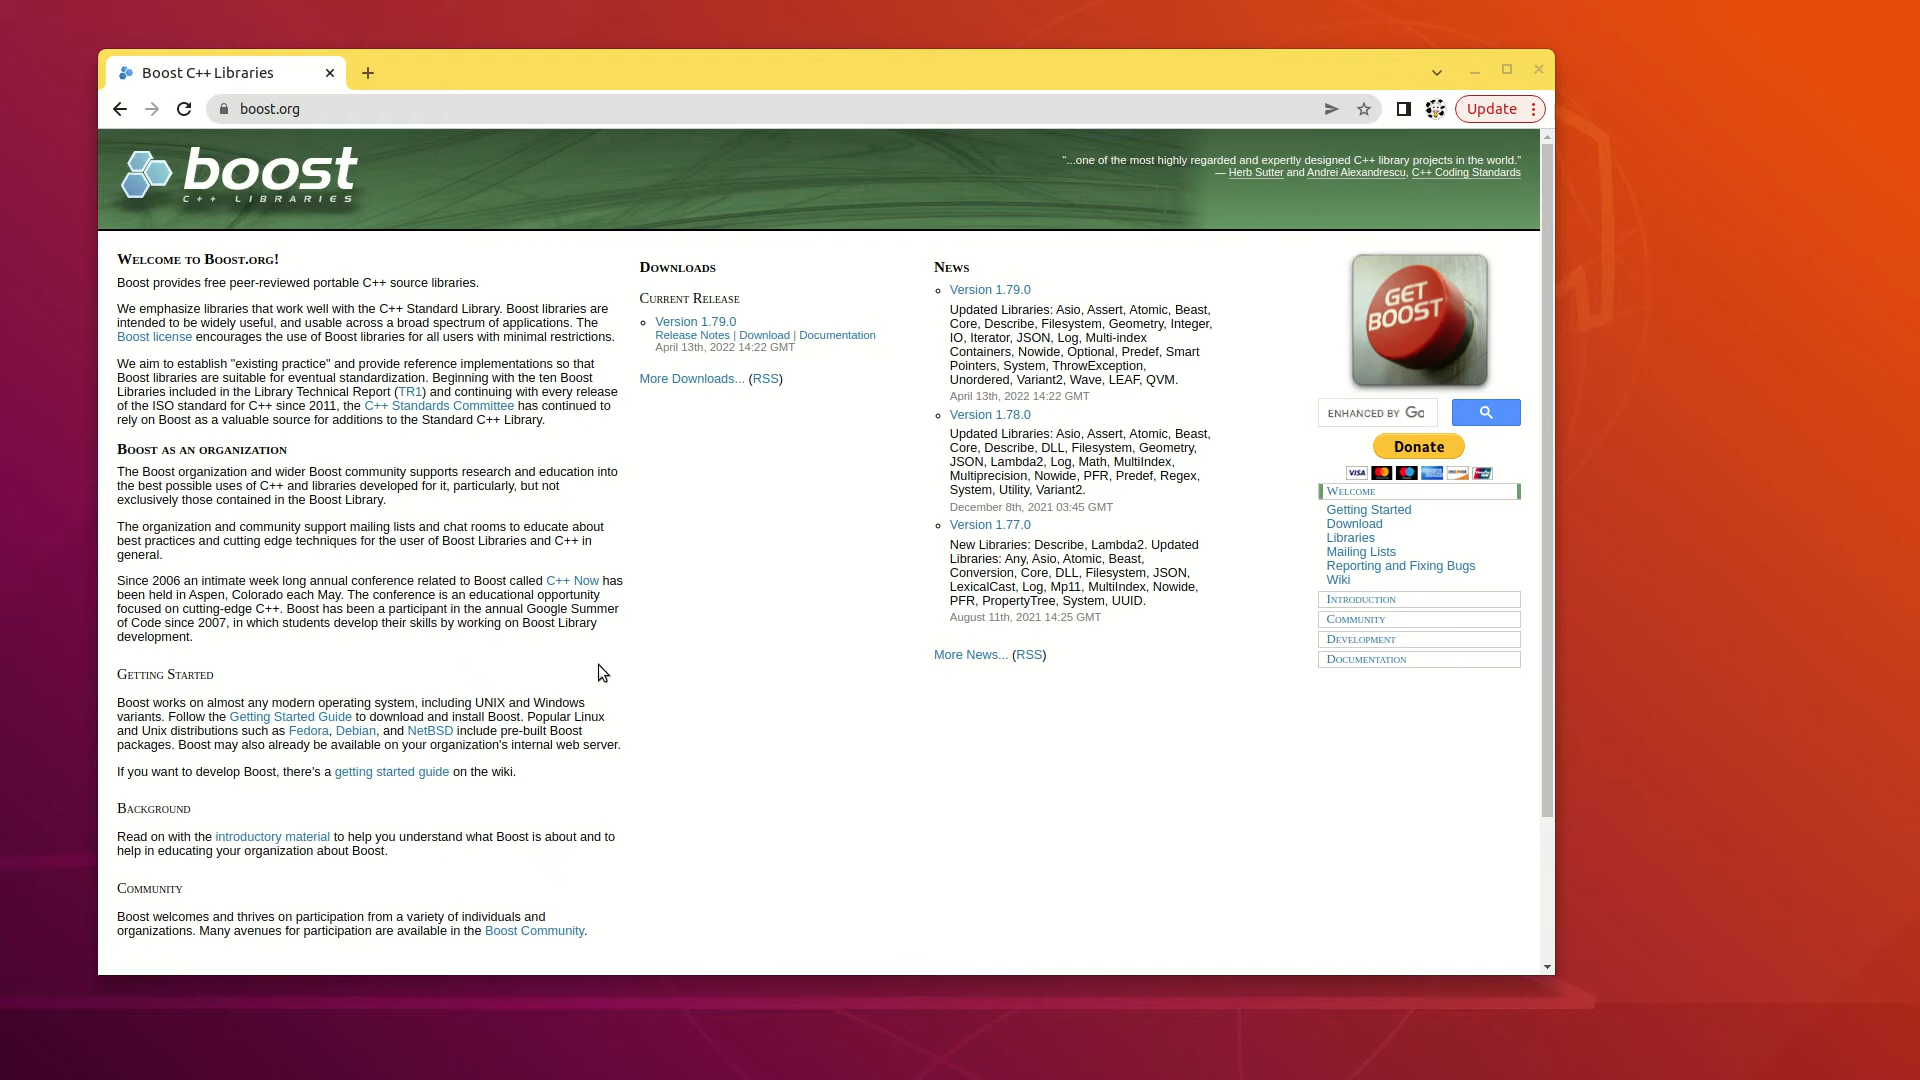 Boost C++ Libraries
boost.org
Update
boost
C++ LIBRARIES
“...one of the most highly regarded and expertly designed C++ library projects in the world.”
— Herb Sutter and Andrei Alexandrescu, C++ Coding Standards
Welcome to Boost.org!
Boost provides free peer-reviewed portable C++ source libraries.
We emphasize libraries that work well with the C++ Standard Library. Boost libraries are
intended to be widely useful, and usable across a broad spectrum of applications. The
Boost license encourages the use of Boost libraries for all users with minimal restrictions.
We aim to establish "existing practice" and provide reference implementations so that
Boost libraries are suitable for eventual standardization. Beginning with the ten Boost
Libraries included in the Library Technical Report (TR1) and continuing with every release
of the ISO standard for C++ since 2011, the C++ Standards Committee has continued to
rely on Boost as a valuable source for additions to the Standard C++ Library.
Boost as an organization
The Boost organization and wider Boost community supports research and education into
the best possible uses of C++ and libraries developed for it, particularly, but not
exclusively those contained in the Boost Library.
The organization and community support mailing lists and chat rooms to educate about
best practices and cutting edge techniques for the user of Boost Libraries and C++ in
general.
Since 2006 an intimate week long annual conference related to Boost called C++ Now has
been held in Aspen, Colorado each May. The conference is an educational opportunity
focused on cutting-edge C++. Boost has been a participant in the annual Google Summer
of Code since 2007, in which students develop their skills by working on Boost Library
development.
Getting Started
Boost works on almost any modern operating system, including UNIX and Windows
variants. Follow the Getting Started Guide to download and install Boost. Popular Linux
and Unix distributions such as Fedora, Debian, and NetBSD include pre-built Boost
packages. Boost may also already be available on your organization's internal web server.
If you want to develop Boost, there's a getting started guide on the wiki.
Background
Read on with the introductory material to help you understand what Boost is about and to
help in educating your organization about Boost.
Community
Boost welcomes and thrives on participation from a variety of individuals and
organizations. Many avenues for participation are available in the Boost Community.
Downloads
Current Release
Version 1.79.0
Release Notes | Download | Documentation
April 13th, 2022 14:22 GMT
More Downloads... (RSS)
News
Version 1.79.0
Updated Libraries: Asio, Assert, Atomic, Beast,
Core, Describe, Filesystem, Geometry, Integer,
IO, Iterator, JSON, Log, Multi-index
Containers, Nowide, Optional, Predef, Smart
Pointers, System, ThrowException,
Unordered, Variant2, Wave, LEAF, QVM.
April 13th, 2022 14:22 GMT
Version 1.78.0
Updated Libraries: Asio, Assert, Atomic, Beast,
Core, Describe, DLL, Filesystem, Geometry,
JSON, Lambda2, Log, Math, MultiIndex,
Multiprecision, Nowide, PFR, Predef, Regex,
System, Utility, Variant2.
December 8th, 2021 03:45 GMT
Version 1.77.0
New Libraries: Describe, Lambda2. Updated
Libraries: Any, Asio, Atomic, Beast,
Conversion, Core, DLL, Filesystem, JSON,
LexicalCast, Log, Mp11, MultiIndex, Nowide,
PFR, PropertyTree, System, UUID.
August 11th, 2021 14:25 GMT
More News... (RSS)
GET
BOOST
ENHANCED BY Go
Donate
VISA
Welcome
Getting Started
Download
Libraries
Mailing Lists
Reporting and Fixing Bugs
Wiki
Introduction
Community
Development
Documentation